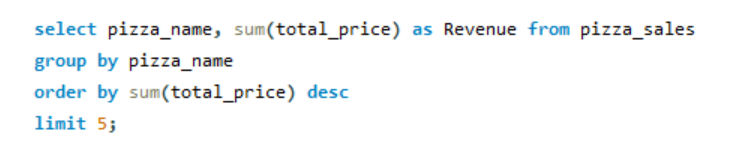 select pizza_name, sum(total_price) as Revenue from pizza_sales
group by pizza_name
order by sum(total_price) desc
limit 5;